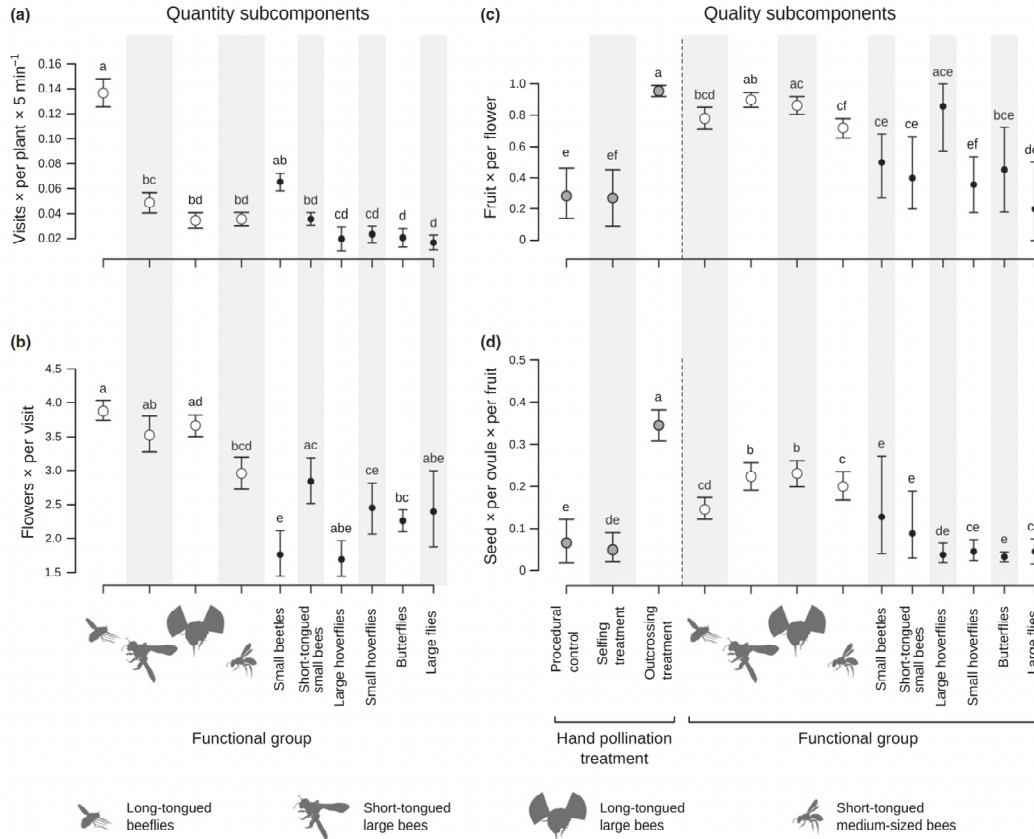 (a) Quantity subcomponents
Visits × per plant × 5 min⁻¹
0.16
0.14
0.12
0.10
0.08
0.06
0.04
0.02
a
bc
bd
bd
ab
bd
cd
cd
d
d
(c) Quality subcomponents
Fruit × per flower
1.0
0.8
0.6
0.4
0.2
0
e
ef
a
bcd
ab
ac
cf
ce
ce
ace
ef
bce
(b)
Flowers × per visit
4.5
4.0
3.5
3.0
2.5
2.0
1.5
a
ab
ad
bcd
e
ac
abe
ce
bc
abe
(d)
Seed × per ovule × per fruit
0.5
0.4
0.3
0.2
0.1
0
e
de
a
cd
b
b
c
e
e
de
ce
e
Small beetles
Short-tongued
small bees
Large hoverflies
Small hoverflies
Butterflies
Large flies
Functional group
Procedural
control
Selfing
treatment
Outcrossing
treatment
Small beetles
Short-tongued
small bees
Large hoverflies
Small hoverflies
Butterflies
Large flies
Hand pollination
treatment
Functional group
Long-tongued
beeflies
Short-tongued
large bees
Long-tongued
large bees
Short-tongued
medium-sized bees